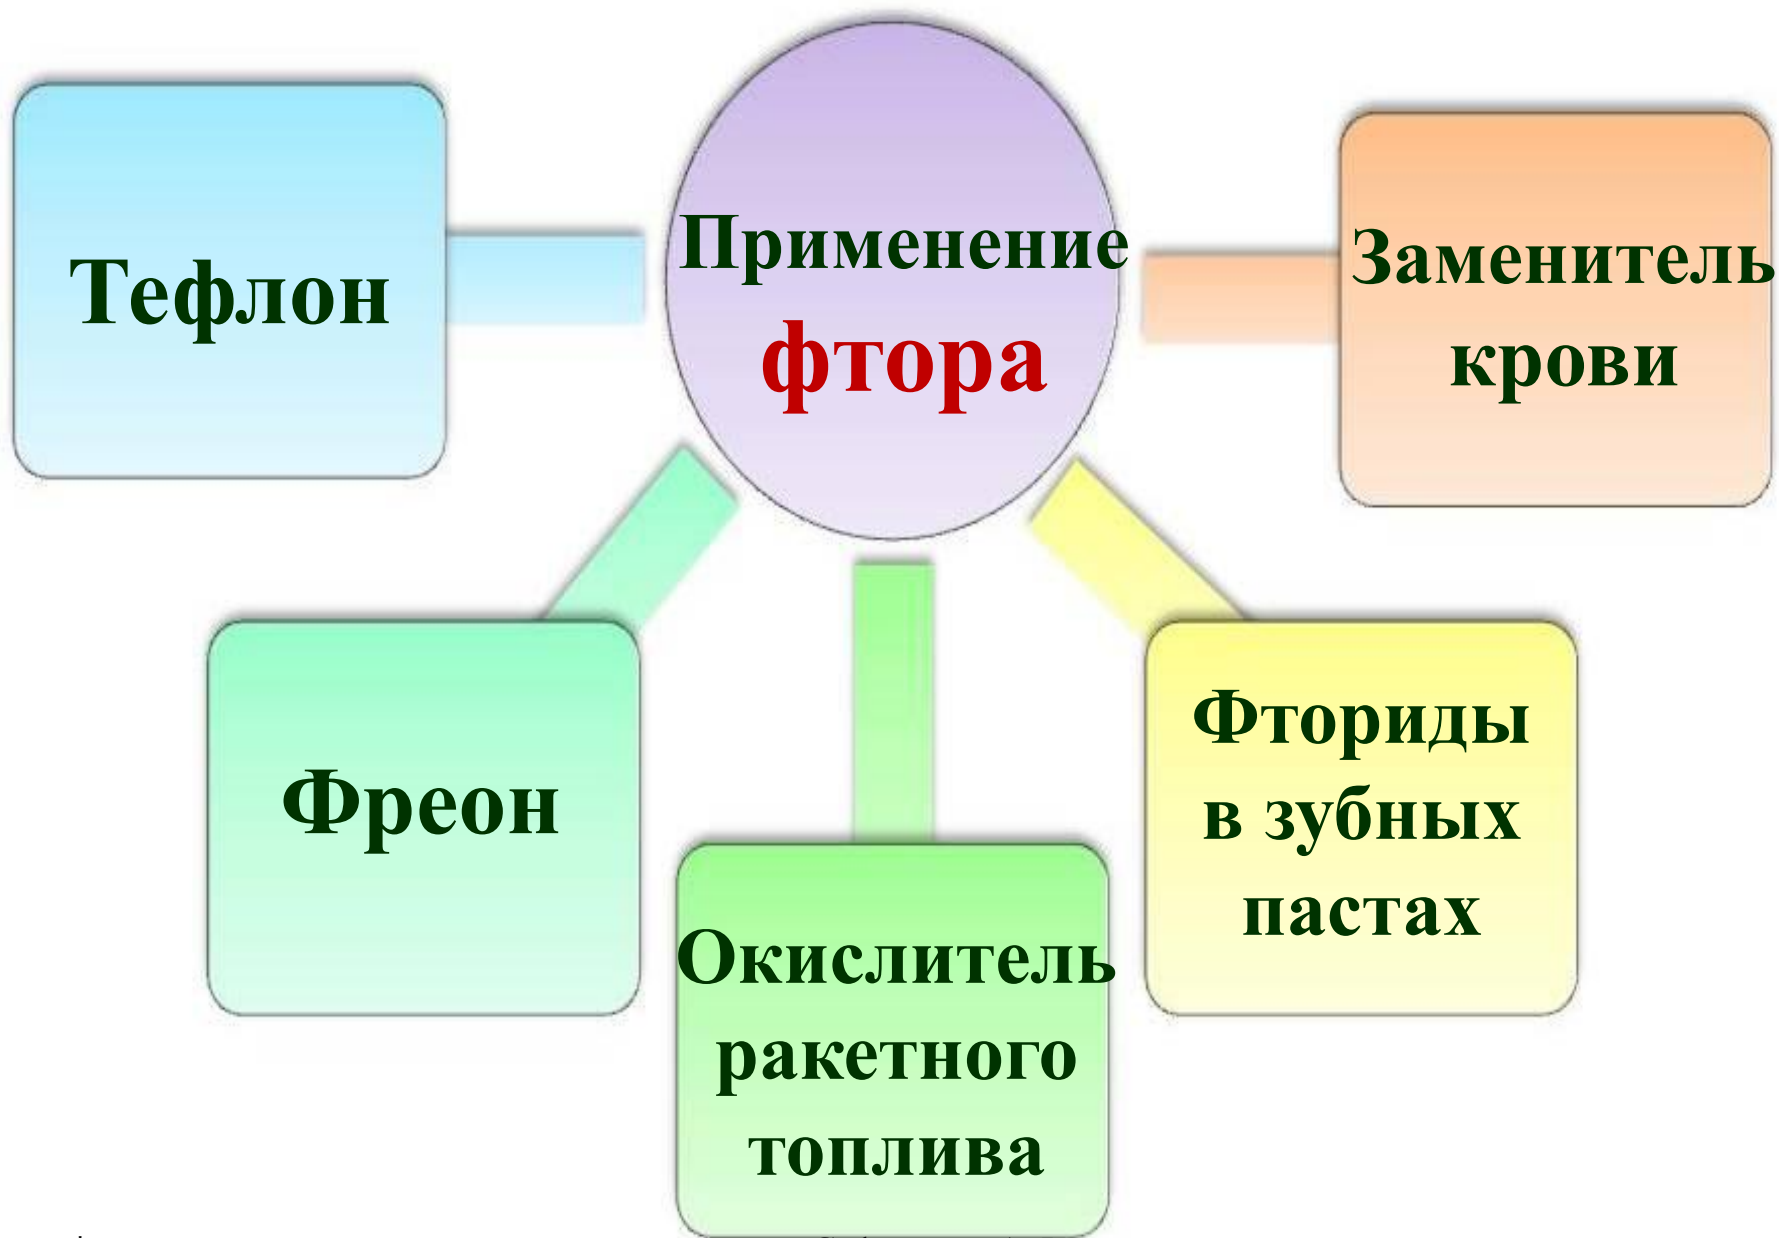 Применение
фтора
Тефлон
Заменитель
крови
Фреон
Окислитель
ракетного
топлива
Фториды
в зубных
пастах